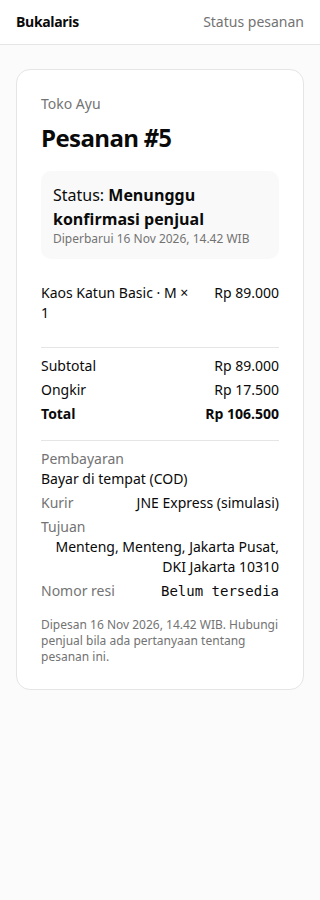 Bukalaris
Status pesanan
Toko Ayu
Pesanan #5
Status: Menunggu
konfirmasi penjual
Diperbarui 16 Nov 2026, 14.42 WIB
Kaos Katun Basic · M × Rp 89.000
1
Subtotal Rp 89.000
Ongkir Rp 17.500
Total Rp 106.500
Pembayaran
Bayar di tempat (COD)
Kurir JNE Express (simulasi)
Tujuan
Menteng, Menteng, Jakarta Pusat,
DKI Jakarta 10310
Nomor resi Belum tersedia
Dipesan 16 Nov 2026, 14.42 WIB. Hubungi
penjual bila ada pertanyaan tentang
pesanan ini.